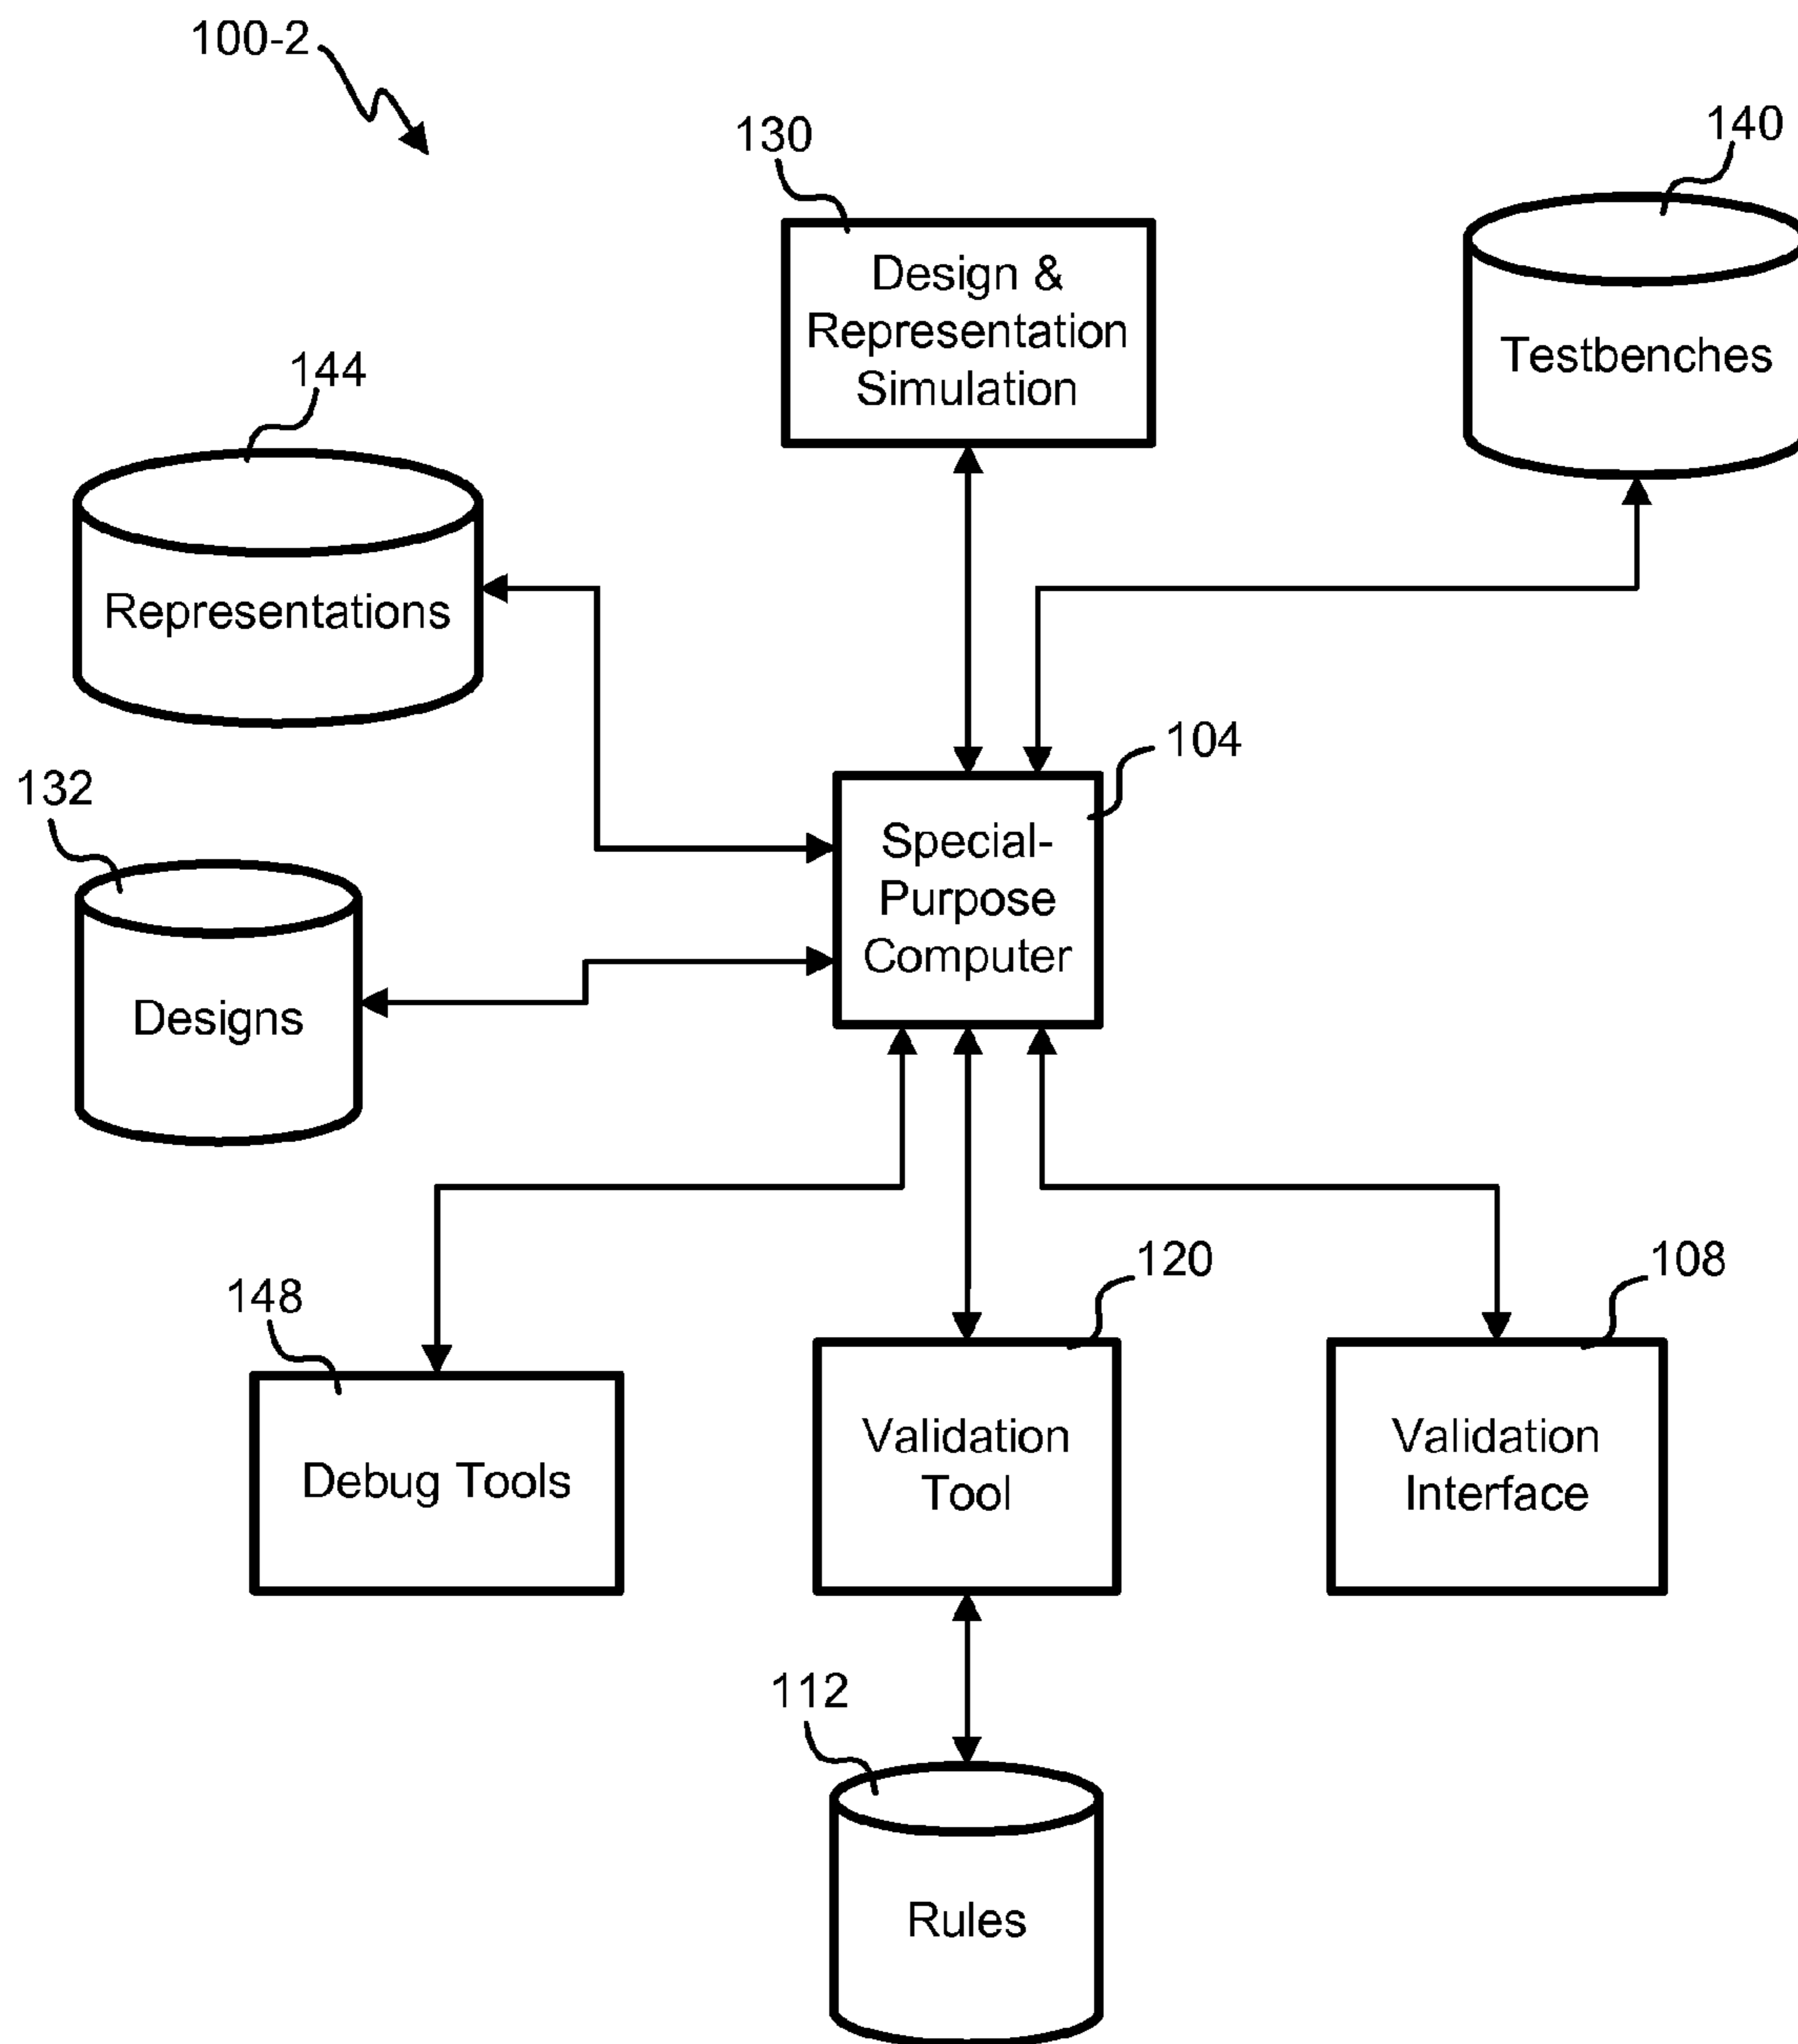 100-2
130
140
Design &
Representation
Simulation
Testbenches
144
Representations
104
132
Special-
Purpose
Computer
Designs
120
108
148
Validation
Tool
Validation
Interface
Debug Tools
112
Rules